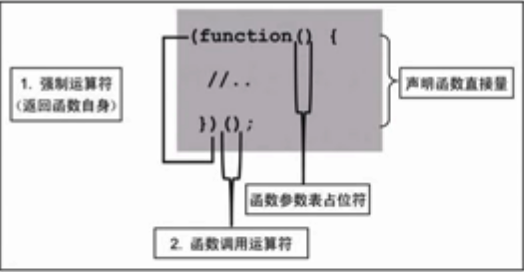 (function() {
//..
})();
1. 强制运算符
(返回函数自身)
声明函数直接量
函数参数表占位符
2. 函数调用运算符